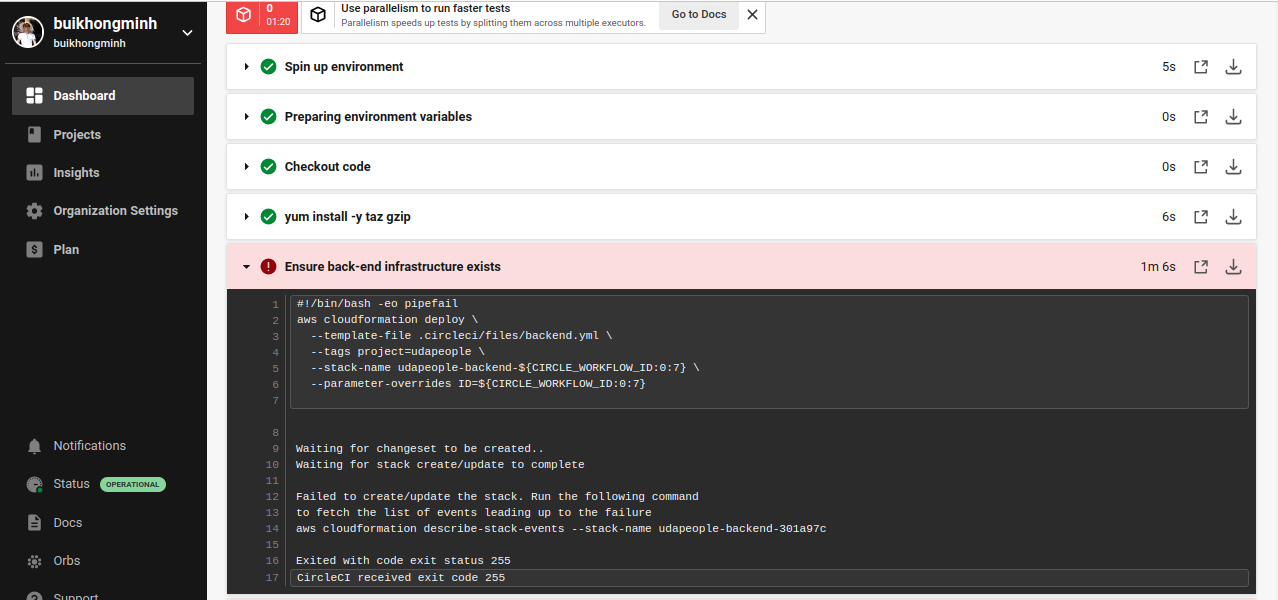 buikhongminh
buikhongminh
Dashboard
Projects
Insights
Organization Settings
Plan
Notifications
Status OPERATIONAL
Docs
Orbs
Support
0
01:20
Use parallelism to run faster tests
Parallelism speeds up tests by splitting them across multiple executors.
Go to Docs
Spin up environment 5s
Preparing environment variables 0s
Checkout code 0s
yum install -y taz gzip 6s
Ensure back-end infrastructure exists 1m 6s
1 #!/bin/bash -eo pipefail
2 aws cloudformation deploy \
3 --template-file .circleci/files/backend.yml \
4 --tags project=udapeople \
5 --stack-name udapeople-backend-${CIRCLE_WORKFLOW_ID:0:7} \
6 --parameter-overrides ID=${CIRCLE_WORKFLOW_ID:0:7}
7
8
9 Waiting for changeset to be created..
10 Waiting for stack create/update to complete
11
12 Failed to create/update the stack. Run the following command
13 to fetch the list of events leading up to the failure
14 aws cloudformation describe-stack-events --stack-name udapeople-backend-301a97c
15
16 Exited with code exit status 255
17 CircleCI received exit code 255